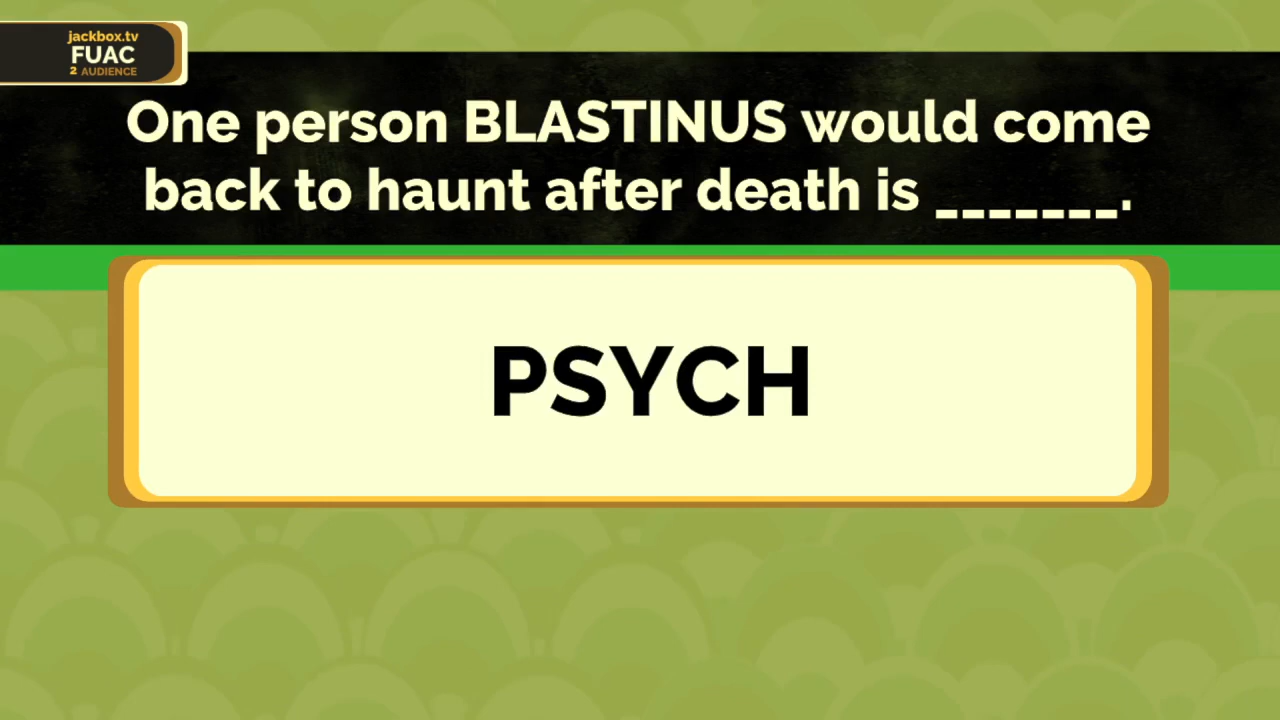 jackbox.tv
FUAC
2 AUDIENCE
One person BLASTINUS would come
back to haunt after death is _______.
PSYCH